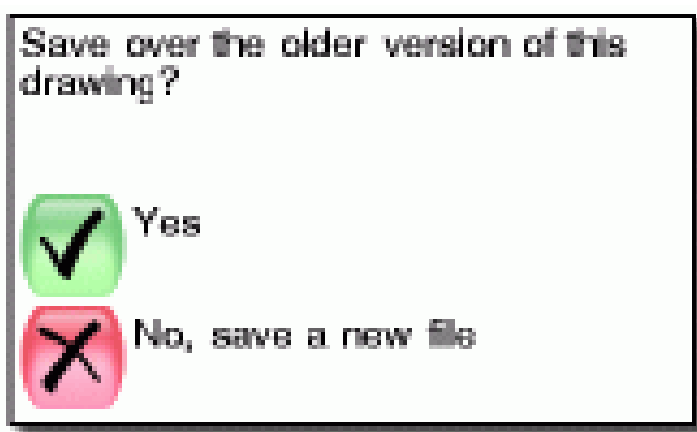 Save over the older version of this
drawing?
Yes
No, save a new file